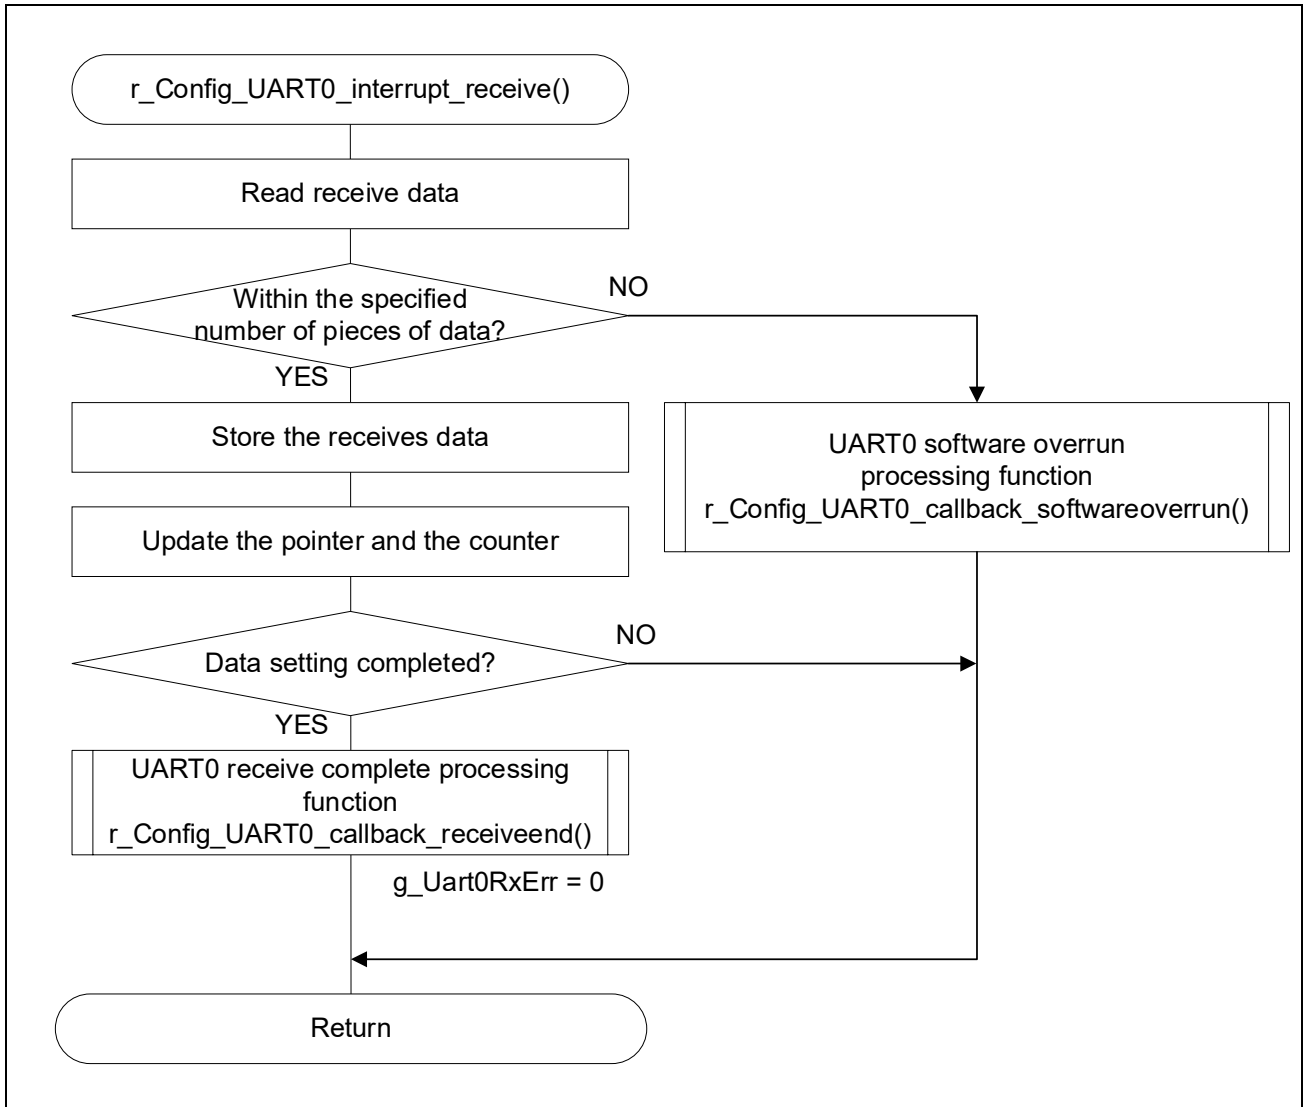 r_Config_UART0_interrupt_receive()
Read receive data
Within the specified
number of pieces of data?
NO
YES
Store the receives data
UART0 software overrun
processing function
r_Config_UART0_callback_softwareoverrun()
Update the pointer and the counter
Data setting completed?
NO
YES
UART0 receive complete processing
function
r_Config_UART0_callback_receiveend()
g_Uart0RxErr = 0
Return